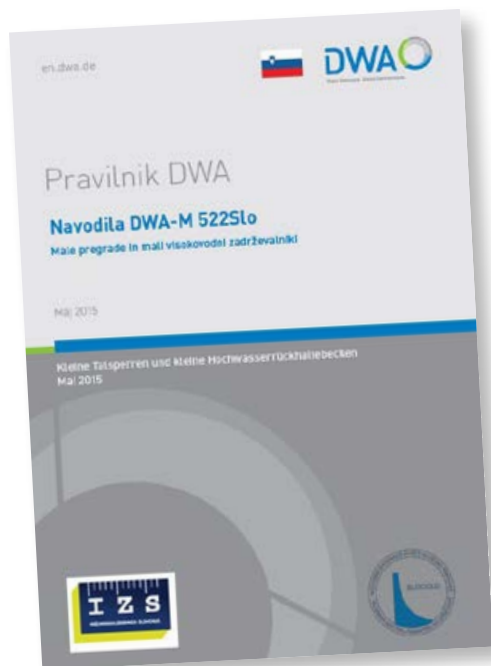 en.dwa.de
DWA
Pravilnik DWA
Navodila DWA-M 522Slo
Male pregrade in mali visokovodni zadrževalniki
Maj 2015
Kleine Talsperren und kleine Hochwasserrückhaltebecken
Mai 2015
I Z S
SLOCOLD